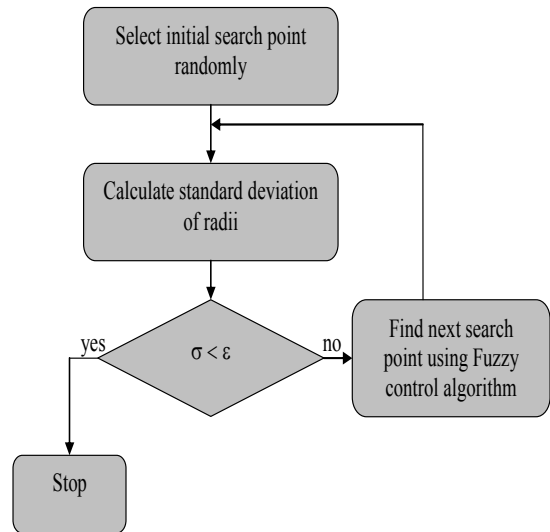 Select initial search point
randomly
Calculate standard deviation
of radii
yes
σ < ε
no
Find next search
point using Fuzzy
control algorithm
Stop